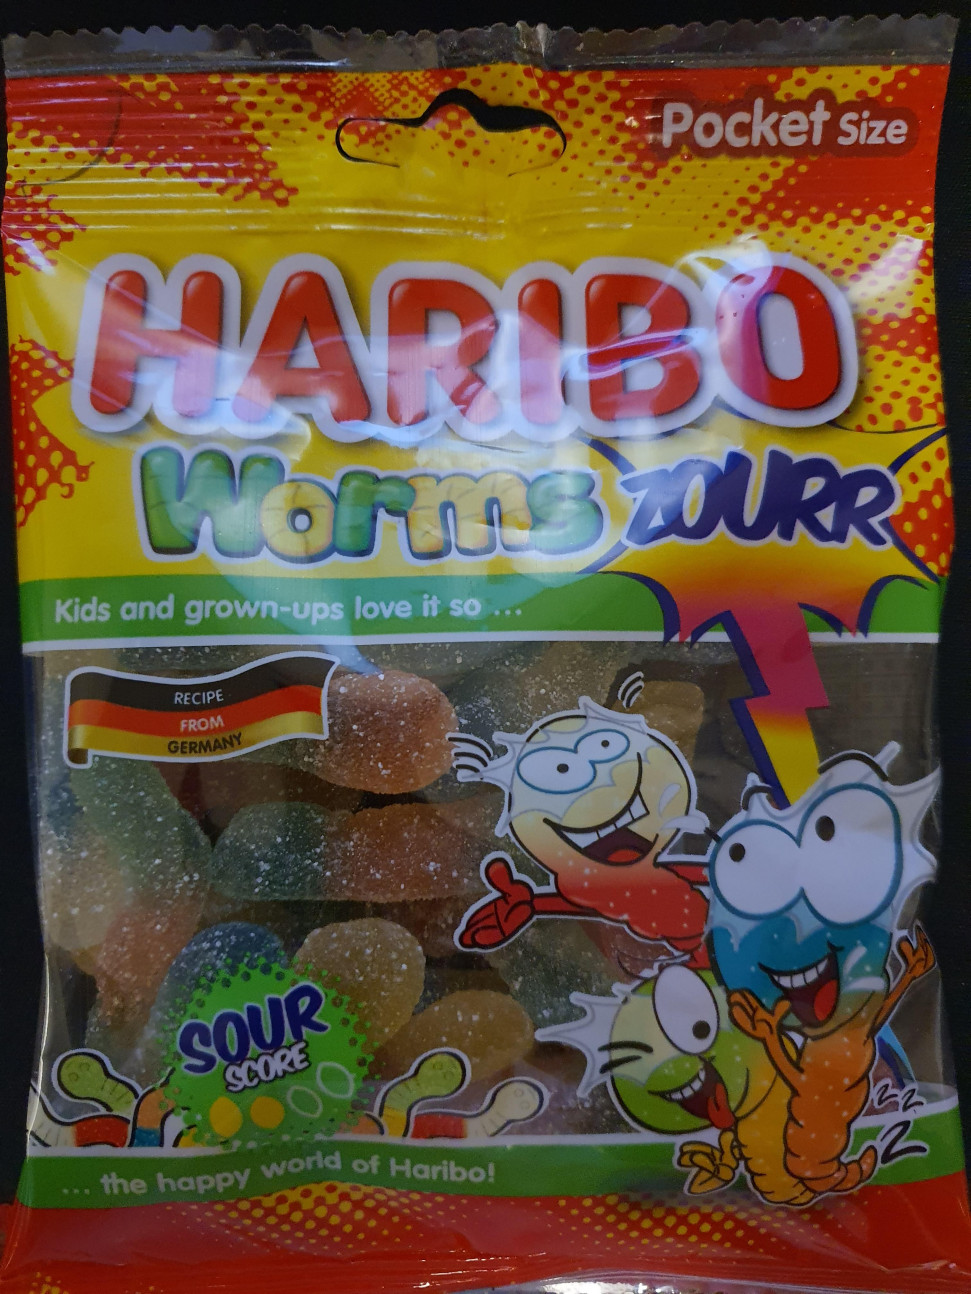 Pocket Size
HARIBO
Worms ZOURR
Kids and grown-ups love it so ...
RECIPE
FROM
GERMANY
SOUR
SCORE
z z
z
... the happy world of Haribo!